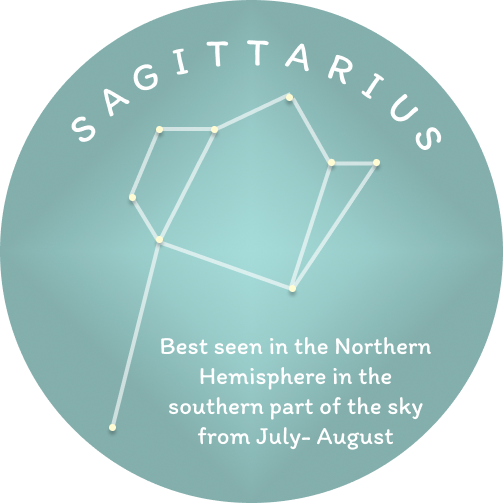 SAGITTARIUS
Best seen in the Northern
Hemisphere in the
southern part of the sky
from July- August